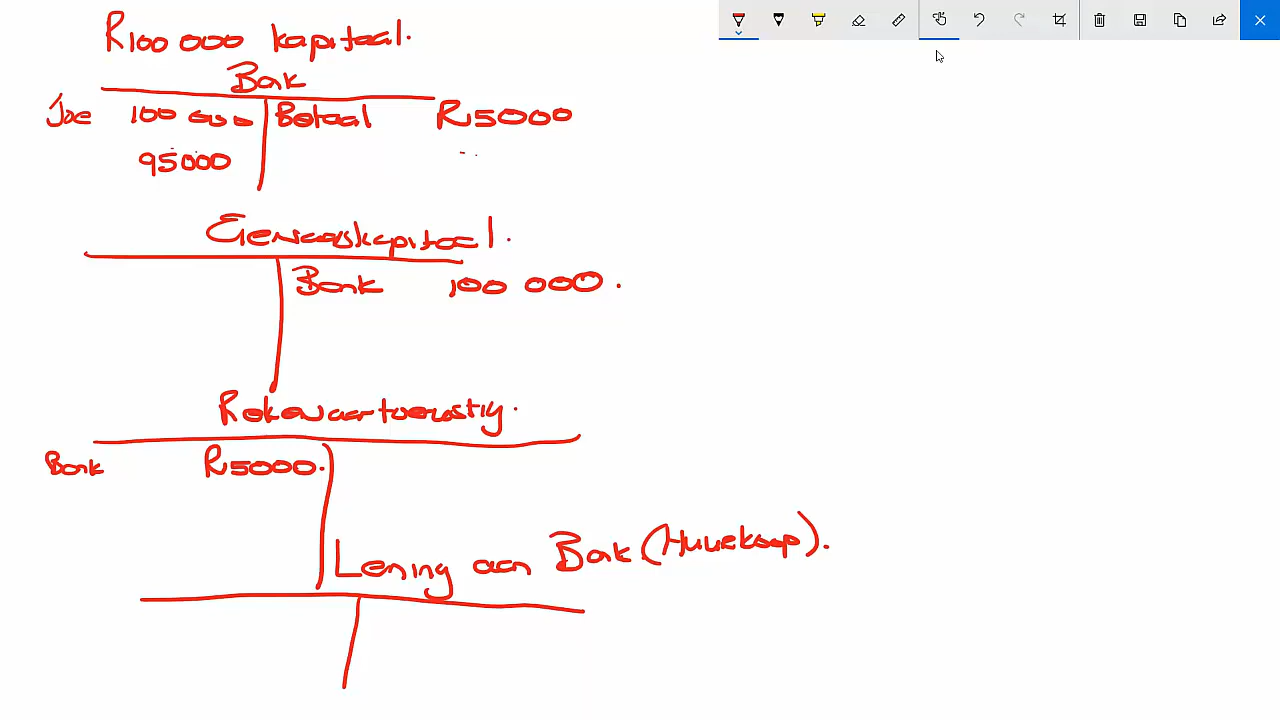 R100 000 kapitaal.
Bank
Joe 100 000 Betaal R5000
95000
Eienaarskapitaal.
Bank 100 000.
Rekenaartoerusting.
Bank R5000.
Lening aan Bank (Huurkoop).